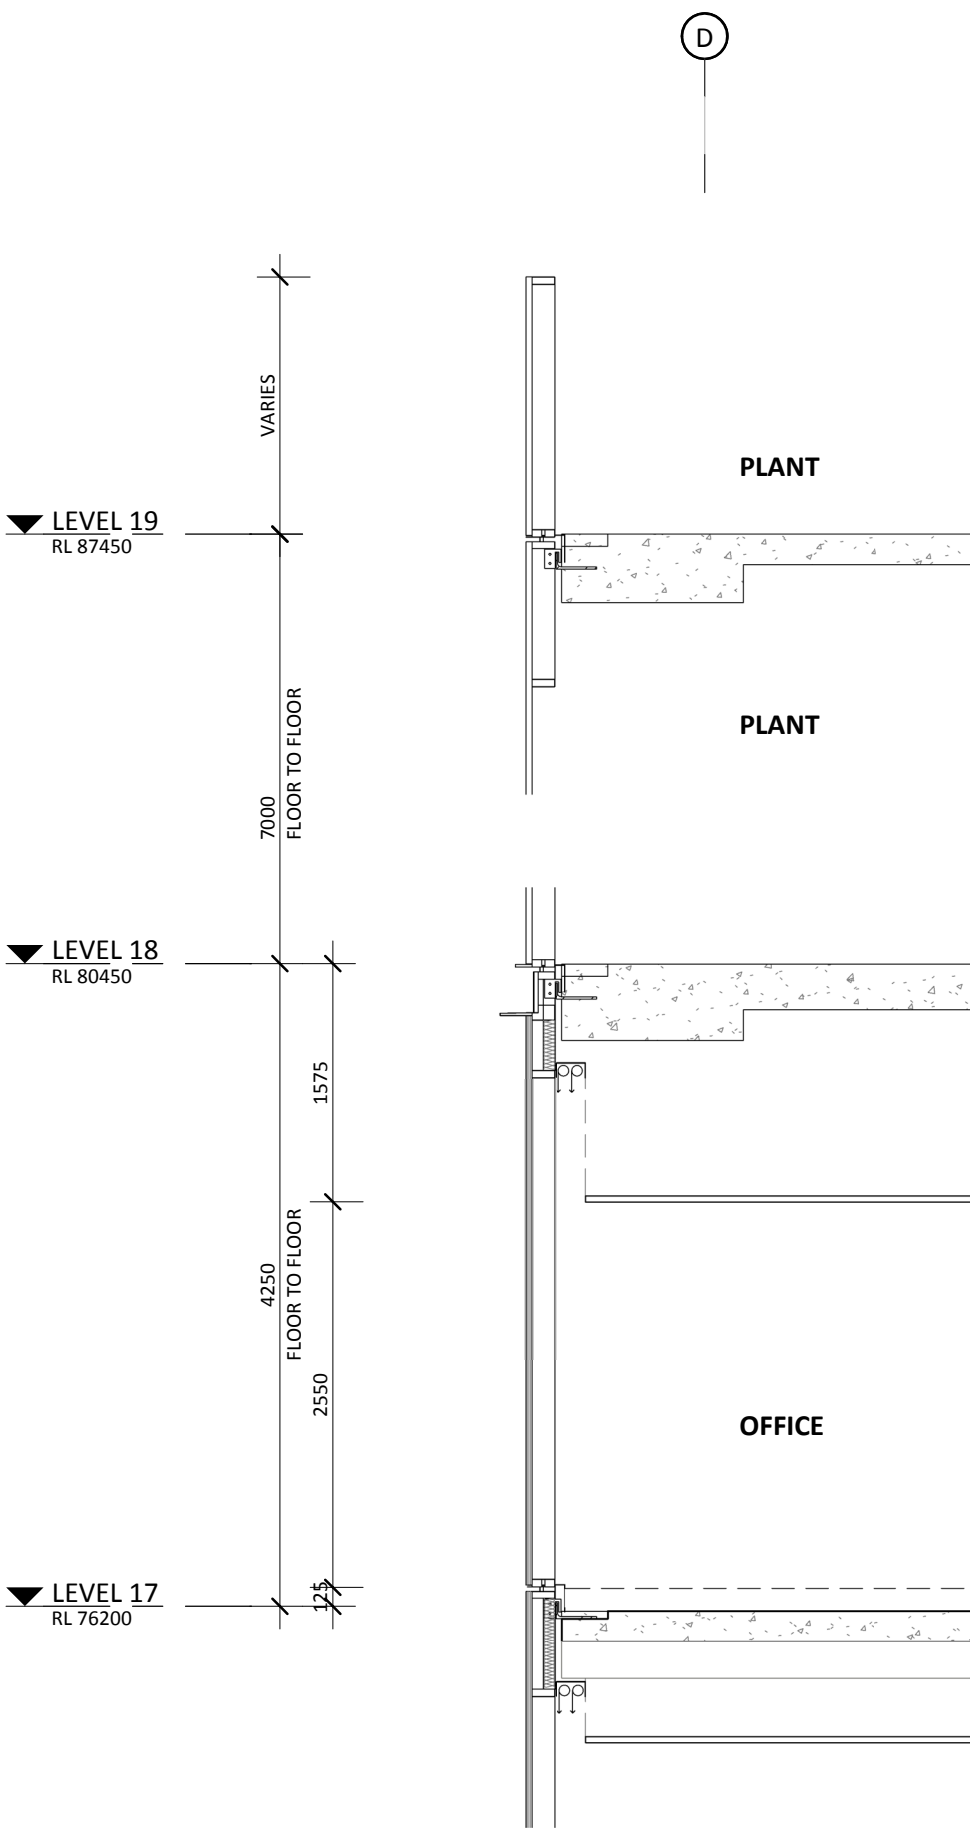 D
VARIES
PLANT
LEVEL 19
RL 87450
7000
FLOOR TO FLOOR
PLANT
LEVEL 18
RL 80450
1575
4250
FLOOR TO FLOOR
2550
OFFICE
125
LEVEL 17
RL 76200